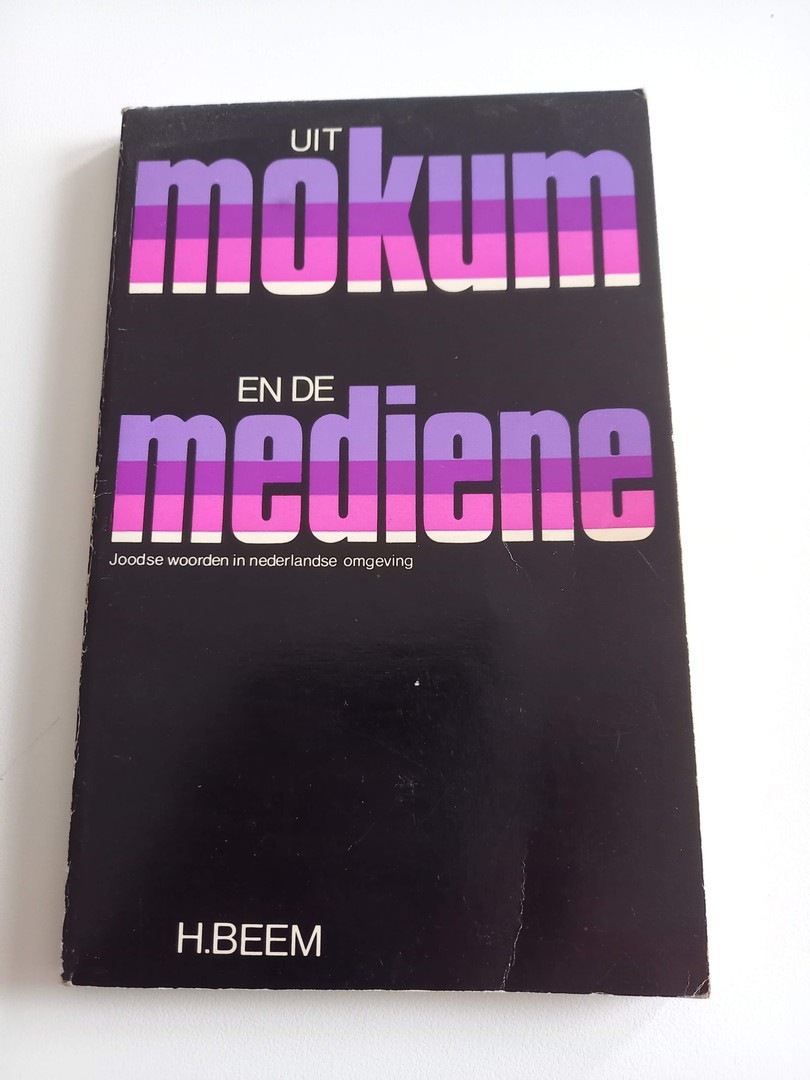 UIT
mokum
EN DE
mediene
Joodse woorden in nederlandse omgeving
H.BEEM